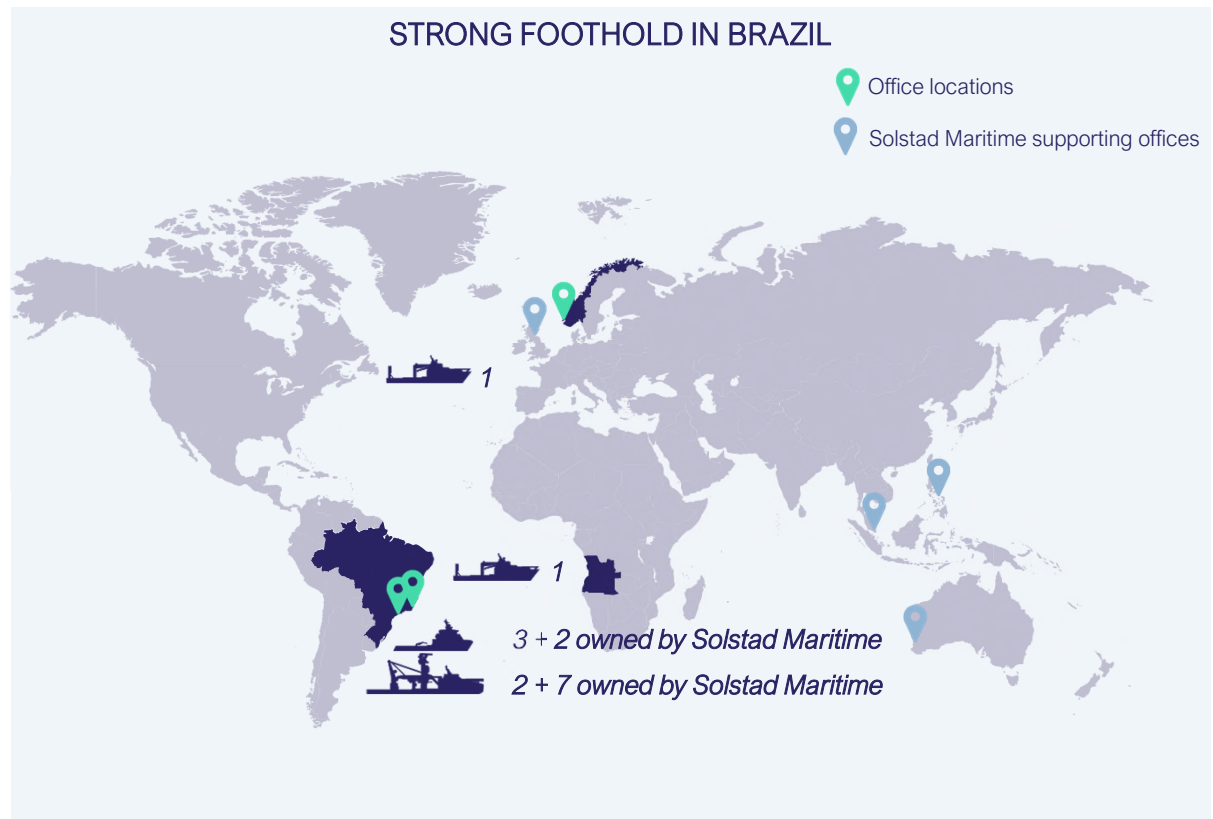 STRONG FOOTHOLD IN BRAZIL
Office locations
Solstad Maritime supporting offices
1
1
3 + 2 owned by Solstad Maritime
2 + 7 owned by Solstad Maritime